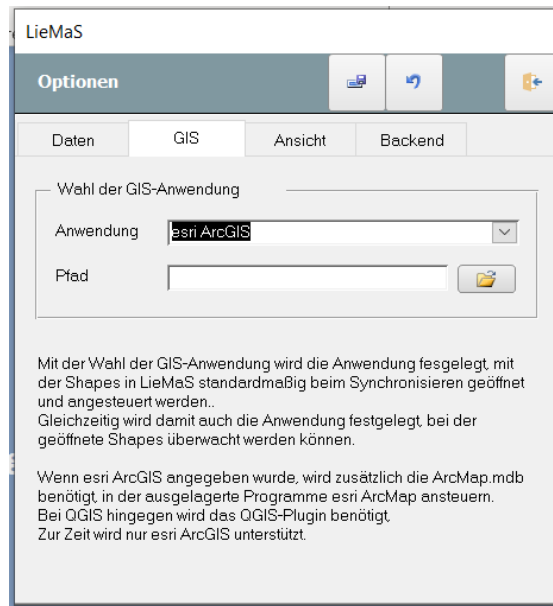 LieMaS
Optionen
Daten GIS Ansicht Backend
Wahl der GIS-Anwendung
Anwendung esri ArcGIS
Pfad
Mit der Wahl der GIS-Anwendung wird die Anwendung fesgelegt, mit
der Shapes in LieMaS standardmaßig beim Synchronisieren geöffnet
und angesteuert werden..
Gleichzeitig wird damit auch die Anwendung festgelegt, bei der
geöffnete Shapes überwacht werden können.
Wenn esri ArcGIS angegeben wurde, wird zusätzlich die ArcMap.mdb
benötigt, in der ausgelagerte Programme esri ArcMap ansteuern.
Bei QGIS hingegen wird das QGIS-Plugin benötigt,
Zur Zeit wird nur esri ArcGIS unterstützt.